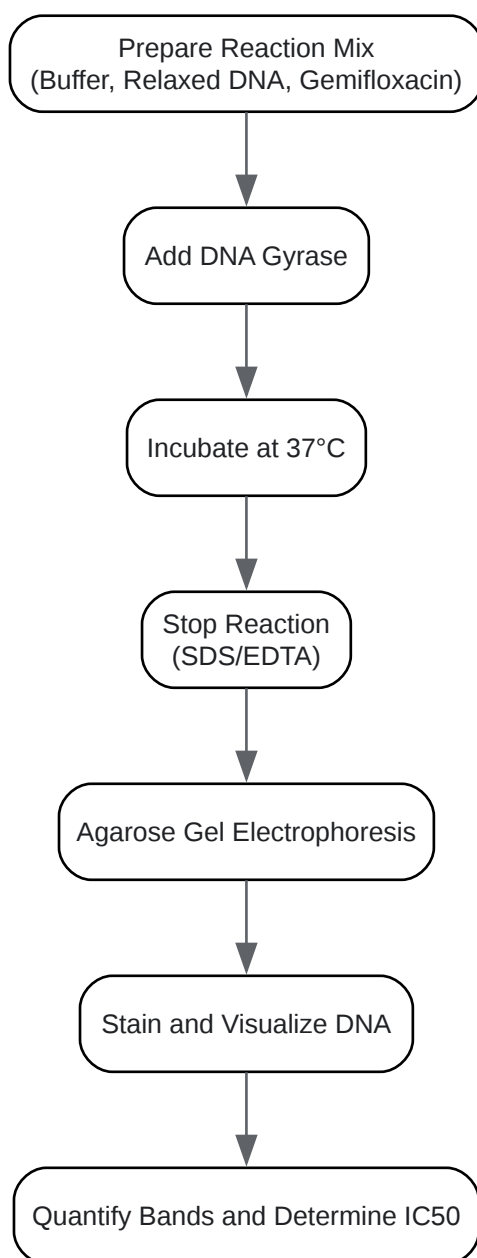 Prepare Reaction Mix
(Buffer, Relaxed DNA, Gemifloxacin)
Add DNA Gyrase
Incubate at 37°C
Stop Reaction
(SDS/EDTA)
Agarose Gel Electrophoresis
Stain and Visualize DNA
Quantify Bands and Determine IC50